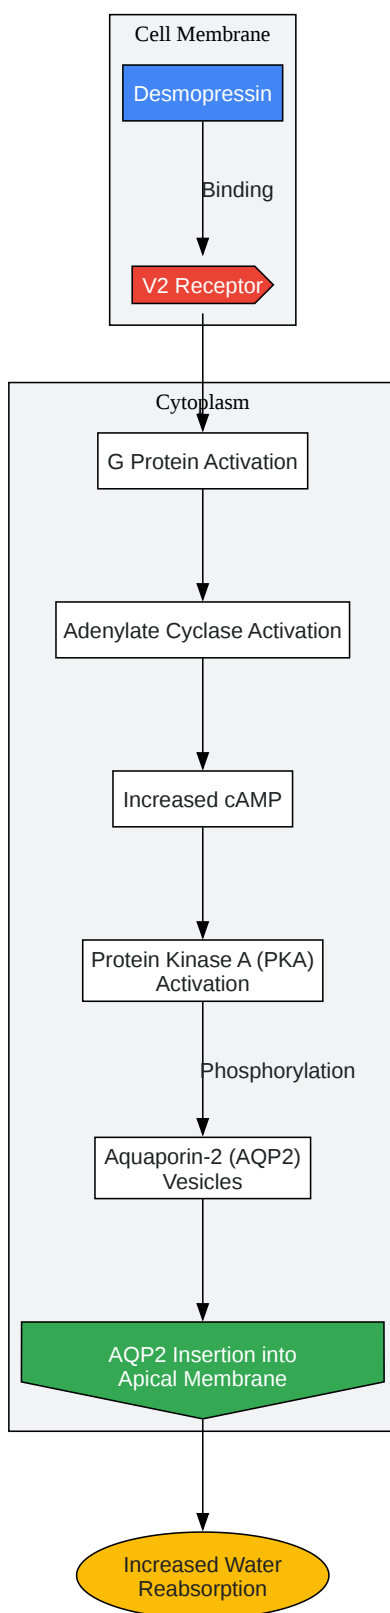 Cell Membrane
Desmopressin
Binding
V2 Receptor
Cytoplasm
G Protein Activation
Adenylate Cyclase Activation
Increased cAMP
Protein Kinase A (PKA)
Activation
Phosphorylation
Aquaporin-2 (AQP2)
Vesicles
AQP2 Insertion into
Apical Membrane
Increased Water
Reabsorption